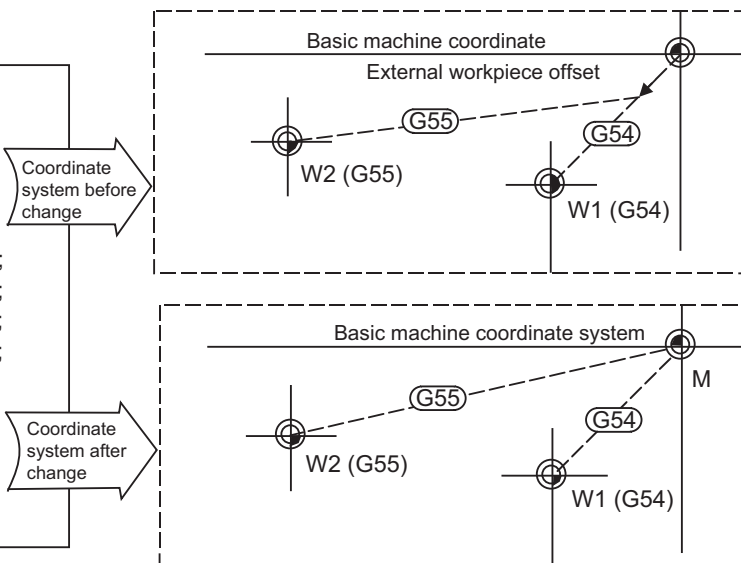 Basic machine coordinate
External workpiece offset
G55
G54
W2 (G55)
W1 (G54)
Coordinate
system before
change
Basic machine coordinate system
M
G55
G54
W2 (G55)
W1 (G54)
Coordinate
system after
change